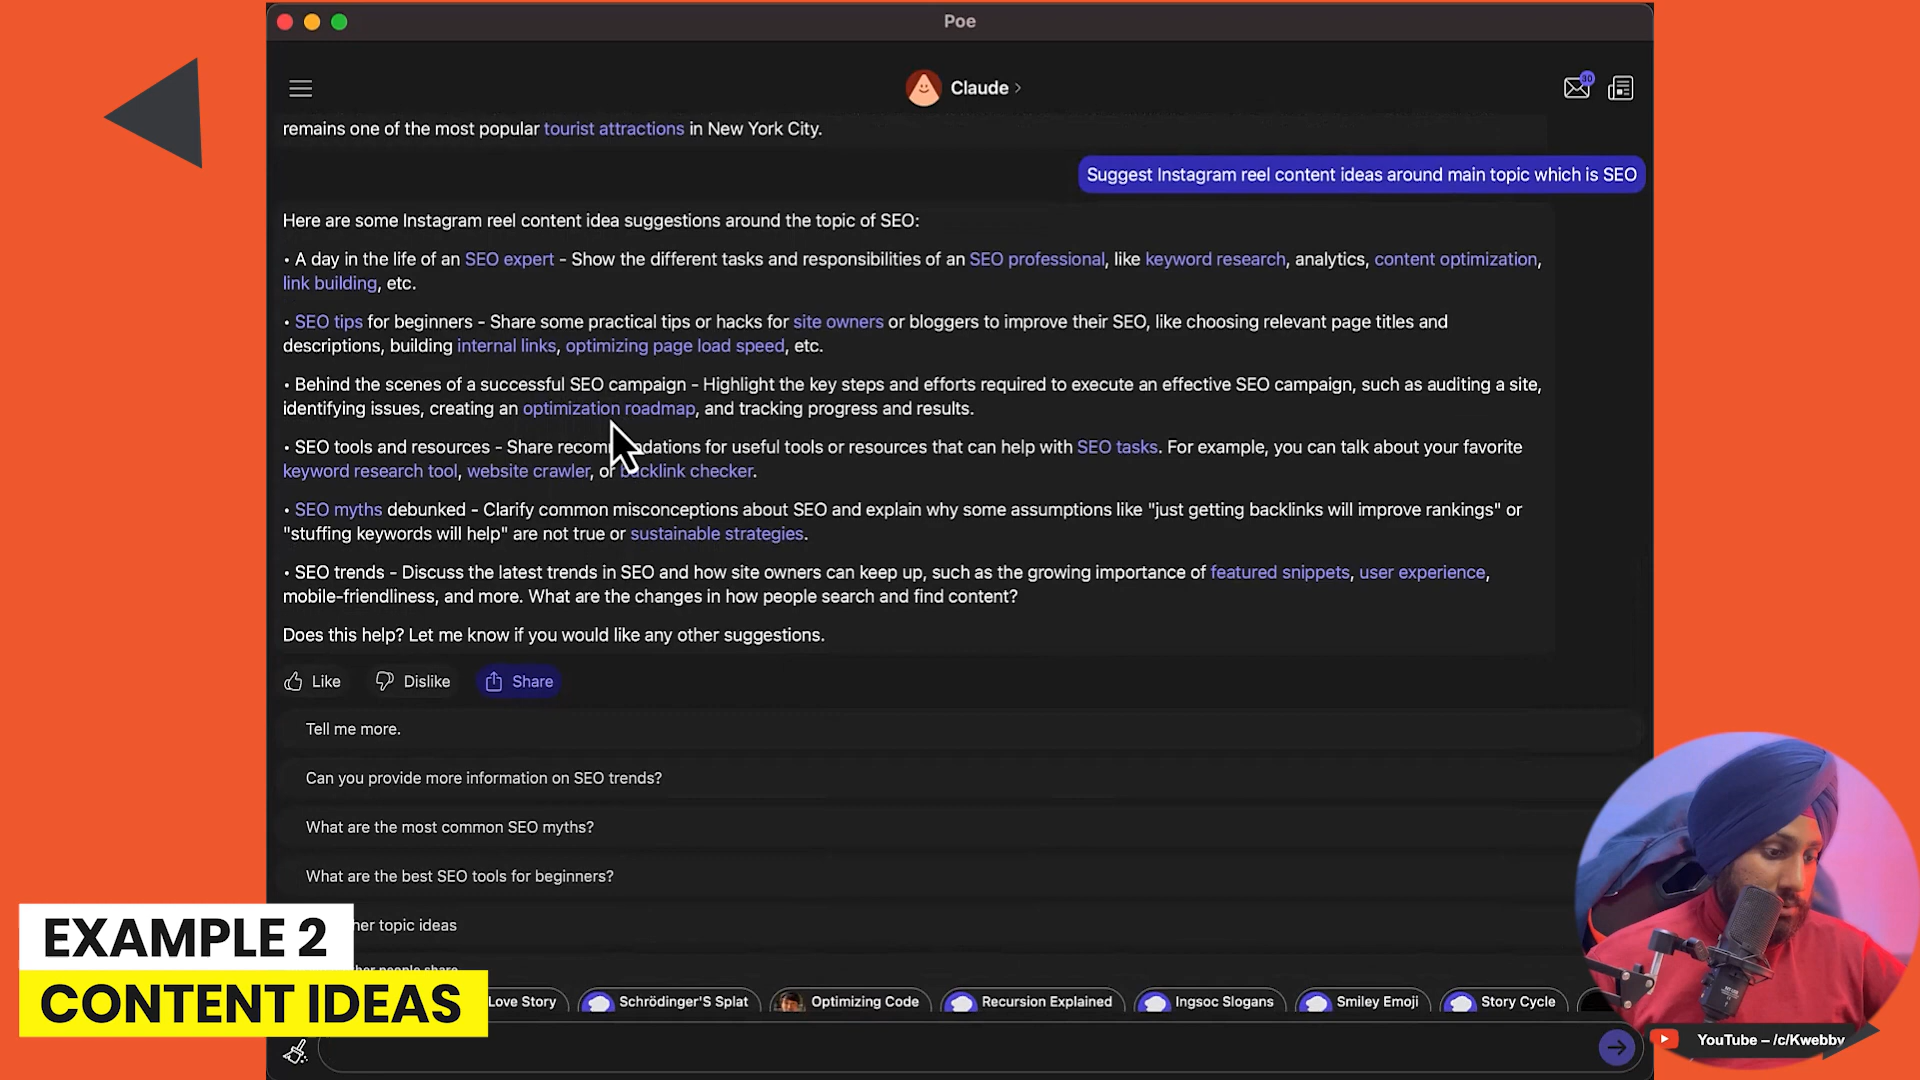 Poe
Claude
30
remains one of the most popular tourist attractions in New York City.
Suggest Instagram reel content ideas around main topic which is SEO
Here are some Instagram reel content idea suggestions around the topic of SEO:
• A day in the life of an SEO expert - Show the different tasks and responsibilities of an SEO professional, like keyword research, analytics, content optimization,
link building, etc.
• SEO tips for beginners - Share some practical tips or hacks for site owners or bloggers to improve their SEO, like choosing relevant page titles and
descriptions, building internal links, optimizing page load speed, etc.
• Behind the scenes of a successful SEO campaign - Highlight the key steps and efforts required to execute an effective SEO campaign, such as auditing a site,
identifying issues, creating an optimization roadmap, and tracking progress and results.
• SEO tools and resources - Share recommendations for useful tools or resources that can help with SEO tasks. For example, you can talk about your favorite
keyword research tool, website crawler, or backlink checker.
• SEO myths debunked - Clarify common misconceptions about SEO and explain why some assumptions like "just getting backlinks will improve rankings" or
"stuffing keywords will help" are not true or sustainable strategies.
• SEO trends - Discuss the latest trends in SEO and how site owners can keep up, such as the growing importance of featured snippets, user experience,
mobile-friendliness, and more. What are the changes in how people search and find content?
Does this help? Let me know if you would like any other suggestions.
Like Dislike Share
Tell me more.
Can you provide more information on SEO trends?
What are the most common SEO myths?
What are the best SEO tools for beginners?
topic ideas
EXAMPLE 2
people share
CONTENT IDEAS
Love Story Schrödinger'S Splat Optimizing Code Recursion Explained Ingsoc Slogans Smiley Emoji Story Cycle
YouTube – /c/Kwebby